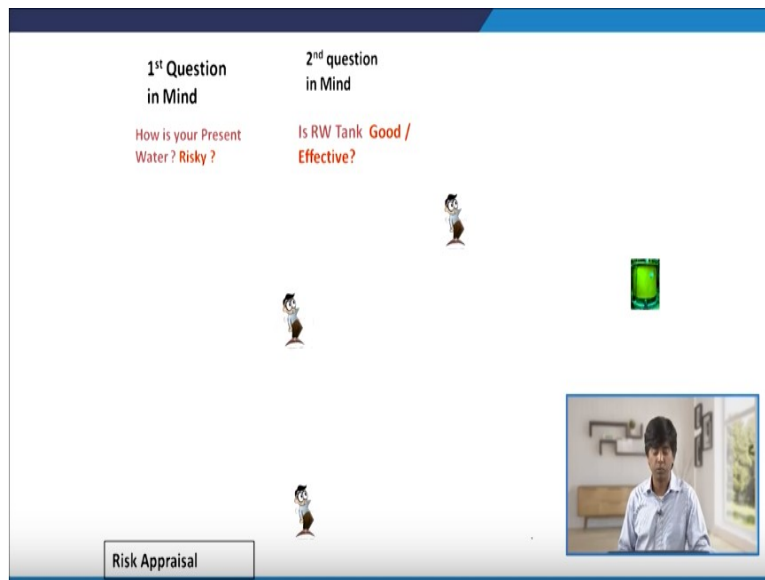 1st Question
in Mind
How is your Present
Water ? Risky ?
2nd question
in Mind
Is RW Tank Good /
Effective?
Risk Appraisal